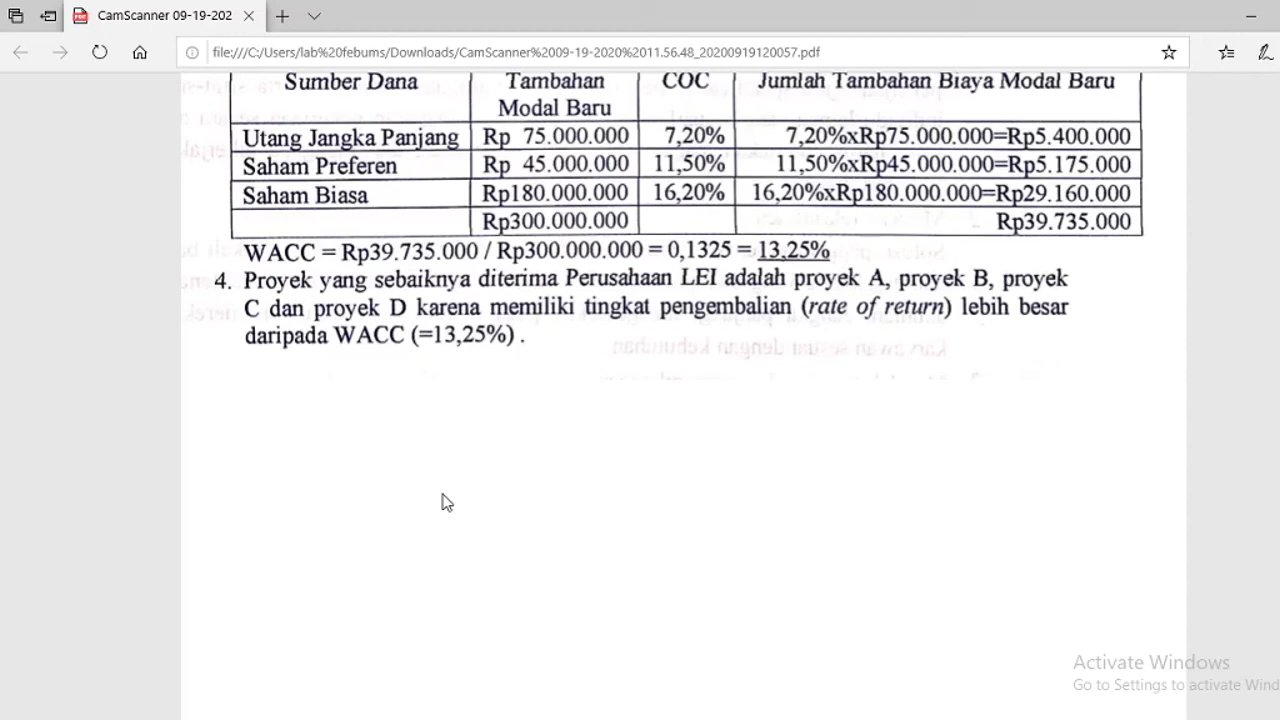 CamScanner 09-19-202
file:///C:/Users/lab%20febums/Downloads/CamScanner%2009-19-2020%2011.56.48_20200919120057.pdf
Sumber Dana Tambahan Modal Baru COC Jumlah Tambahan Biaya Modal Baru
Utang Jangka Panjang Rp 75.000.000 7,20% 7,20%xRp75.000.000=Rp5.400.000
Saham Preferen Rp 45.000.000 11,50% 11,50%xRp45.000.000=Rp5.175.000
Saham Biasa Rp180.000.000 16,20% 16,20%xRp180.000.000=Rp29.160.000
Rp300.000.000 Rp39.735.000
WACC = Rp39.735.000 / Rp300.000.000 = 0,1325 = 13,25%
4. Proyek yang sebaiknya diterima Perusahaan LEI adalah proyek A, proyek B, proyek
C dan proyek D karena memiliki tingkat pengembalian (rate of return) lebih besar
daripada WACC (=13,25%) .
Activate Windows
Go to Settings to activate Wind